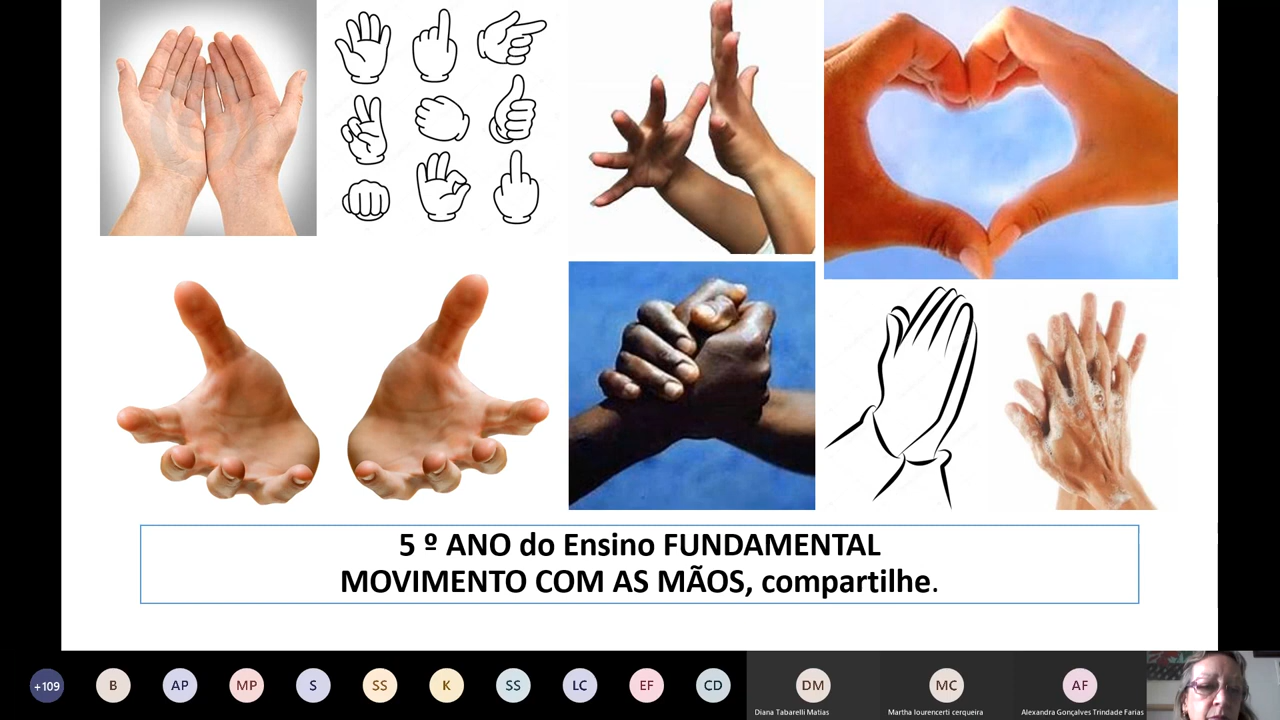 5 º ANO do Ensino FUNDAMENTAL
MOVIMENTO COM AS MÃOS, compartilhe.
+109
B
AP
MP
S
SS
K
SS
LC
EF
CD
DM
MC
AF
Diana Tabarelli Matias
Martha lourencerti cerqueira
Alexandra Gonçalves Trindade Farias